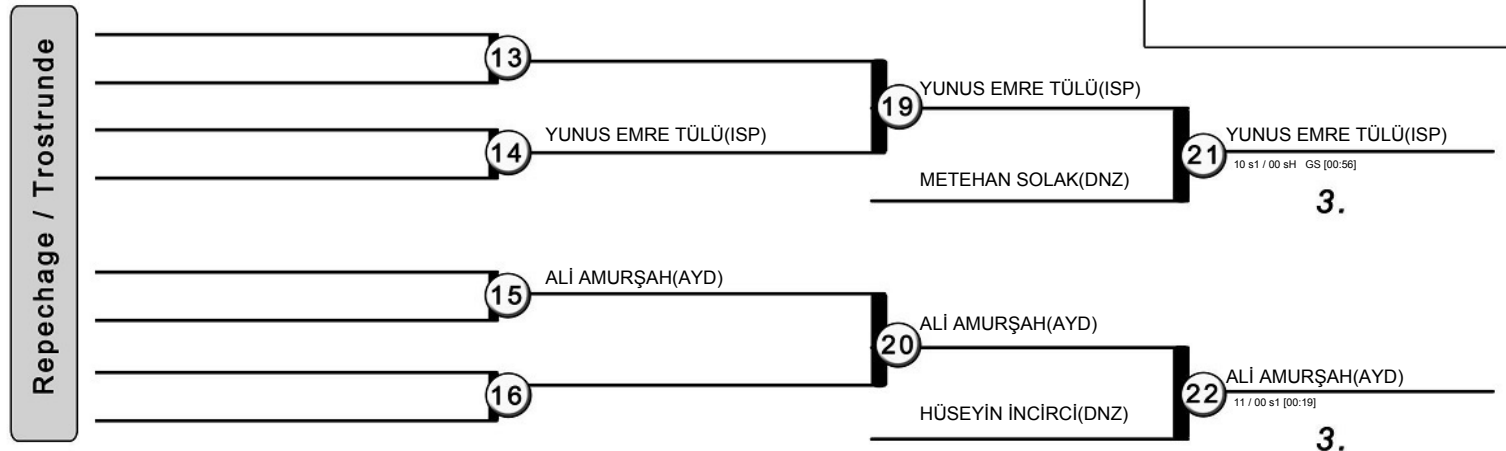 Repechage / Trostrunde
13
14
YUNUS EMRE TÜLÜ(ISP)
19
YUNUS EMRE TÜLÜ(ISP)
METEHAN SOLAK(DNZ)
21
YUNUS EMRE TÜLÜ(ISP)
10 s1 / 00 sH GS [00:56]
3.
15
ALİ AMURŞAH(AYD)
16
20
ALİ AMURŞAH(AYD)
HÜSEYİN İNCİRCİ(DNZ)
22
ALİ AMURŞAH(AYD)
11 / 00 s1 [00:19]
3.